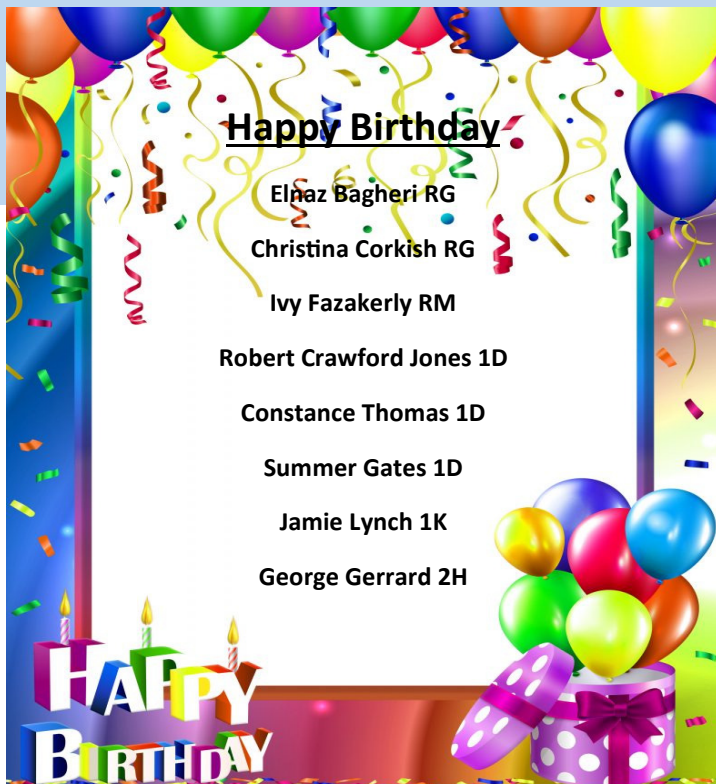 Happy Birthday
Elnaz Bagheri RG
Christina Corkish RG
Ivy Fazakerly RM
Robert Crawford Jones 1D
Constance Thomas 1D
Summer Gates 1D
Jamie Lynch 1K
George Gerrard 2H
HAPPY
BIRTHDAY